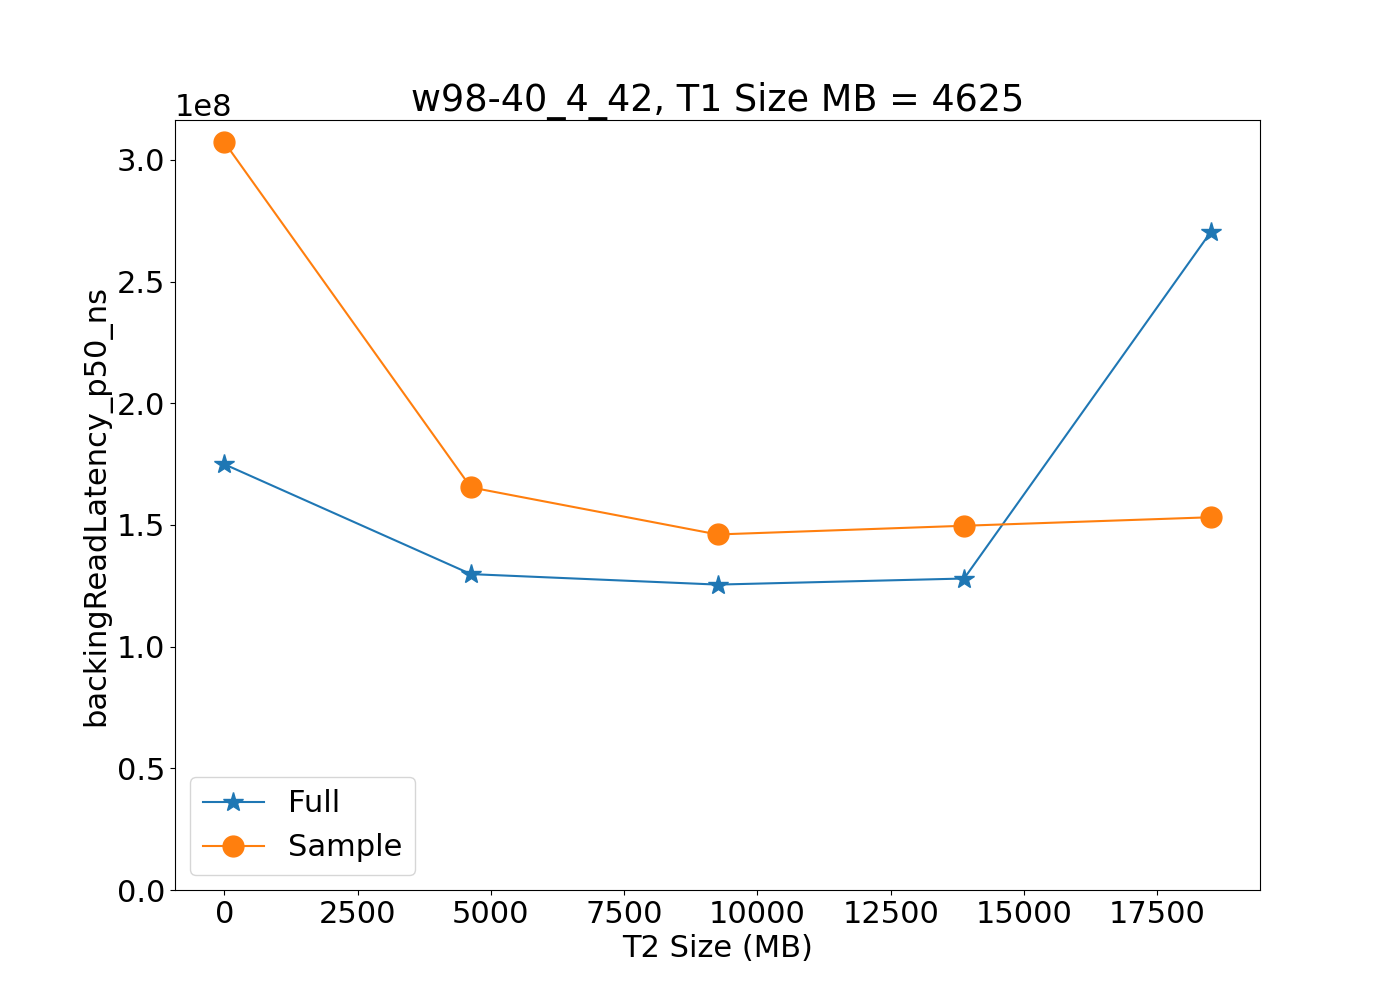 w98-40_4_42, T1 Size MB = 4625
1e8
3.0
2.5
2.0
1.5
1.0
0.5
0.0
backingReadLatency_p50_ns
Full
Sample
0 2500 5000 7500 10000 12500 15000 17500
T2 Size (MB)